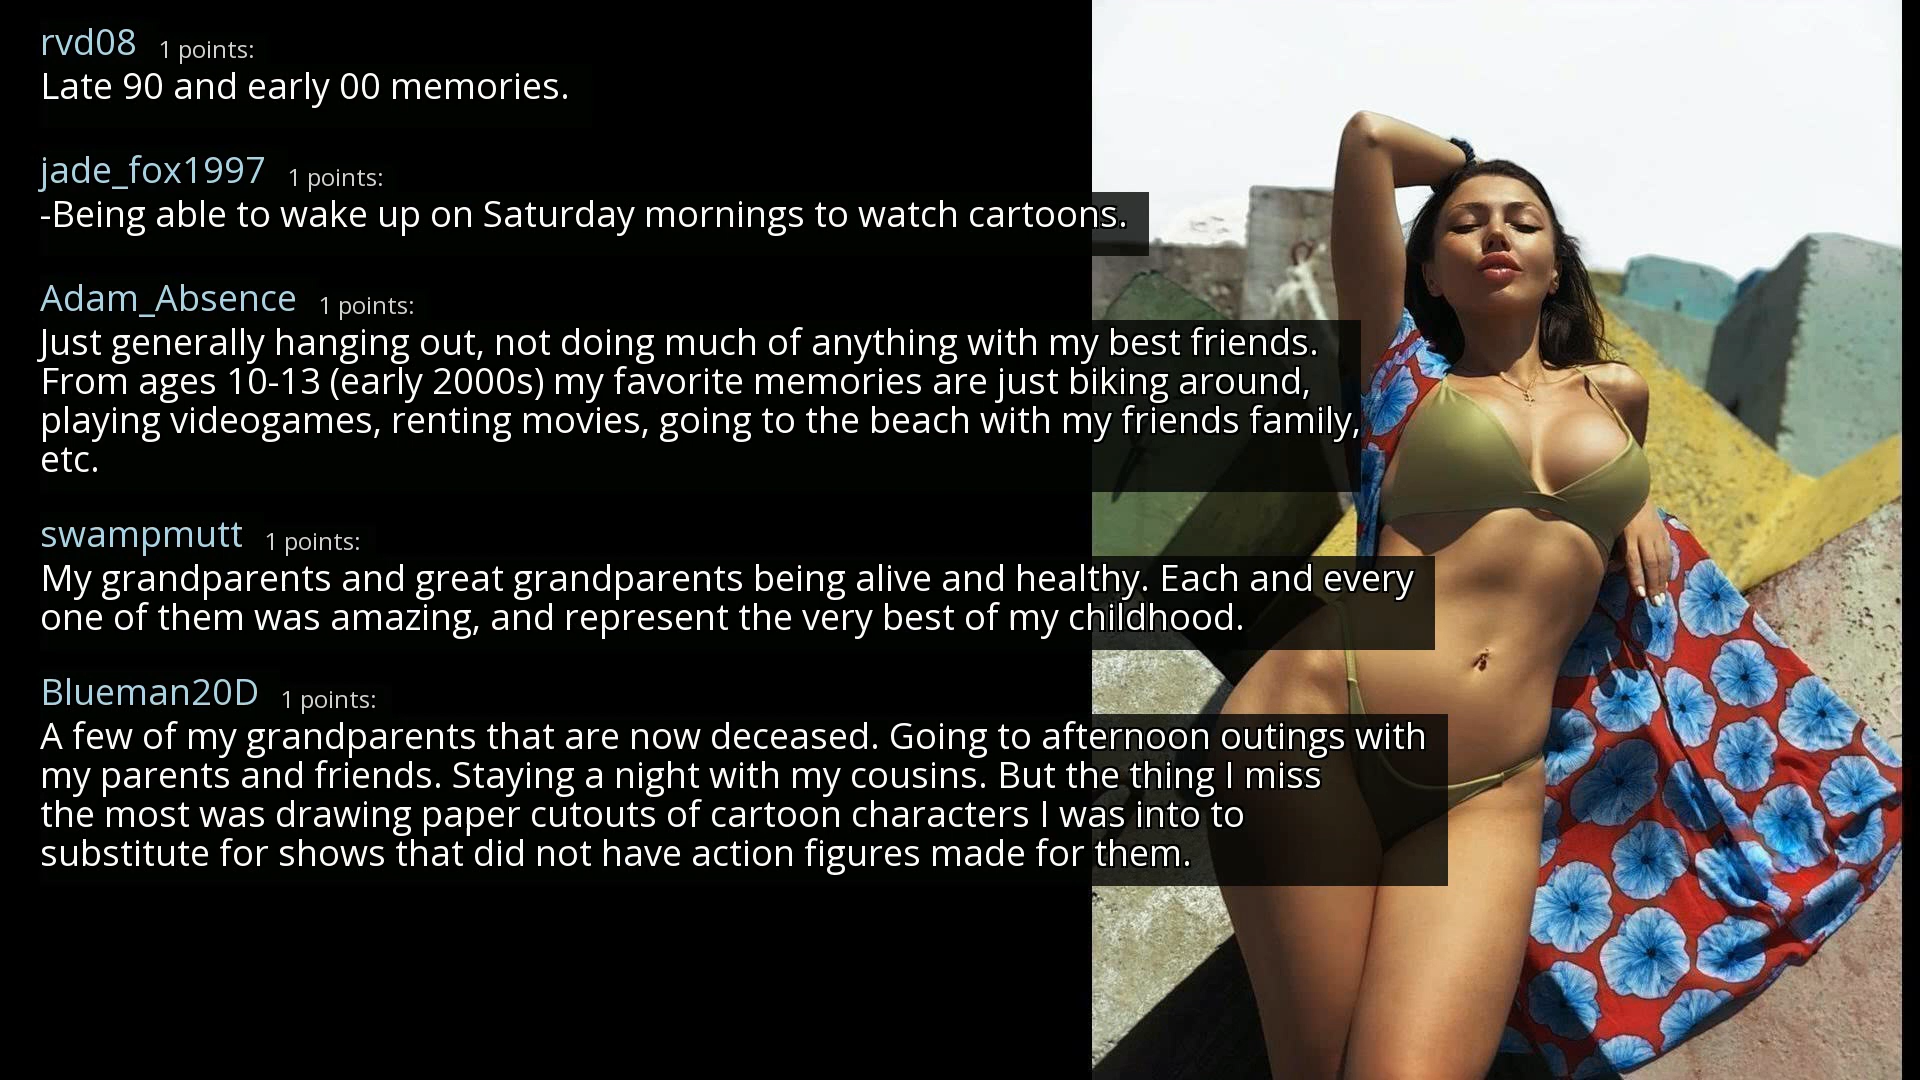 rvd08 1 points:
Late 90 and early 00 memories.
jade_fox1997 1 points:
-Being able to wake up on Saturday mornings to watch cartoons.
Adam_Absence 1 points:
Just generally hanging out, not doing much of anything with my best friends.
From ages 10-13 (early 2000s) my favorite memories are just biking around,
playing videogames, renting movies, going to the beach with my friends family,
etc.
swampmutt 1 points:
My grandparents and great grandparents being alive and healthy. Each and every
one of them was amazing, and represent the very best of my childhood.
Blueman20D 1 points:
A few of my grandparents that are now deceased. Going to afternoon outings with
my parents and friends. Staying a night with my cousins. But the thing I miss
the most was drawing paper cutouts of cartoon characters I was into to
substitute for shows that did not have action figures made for them.